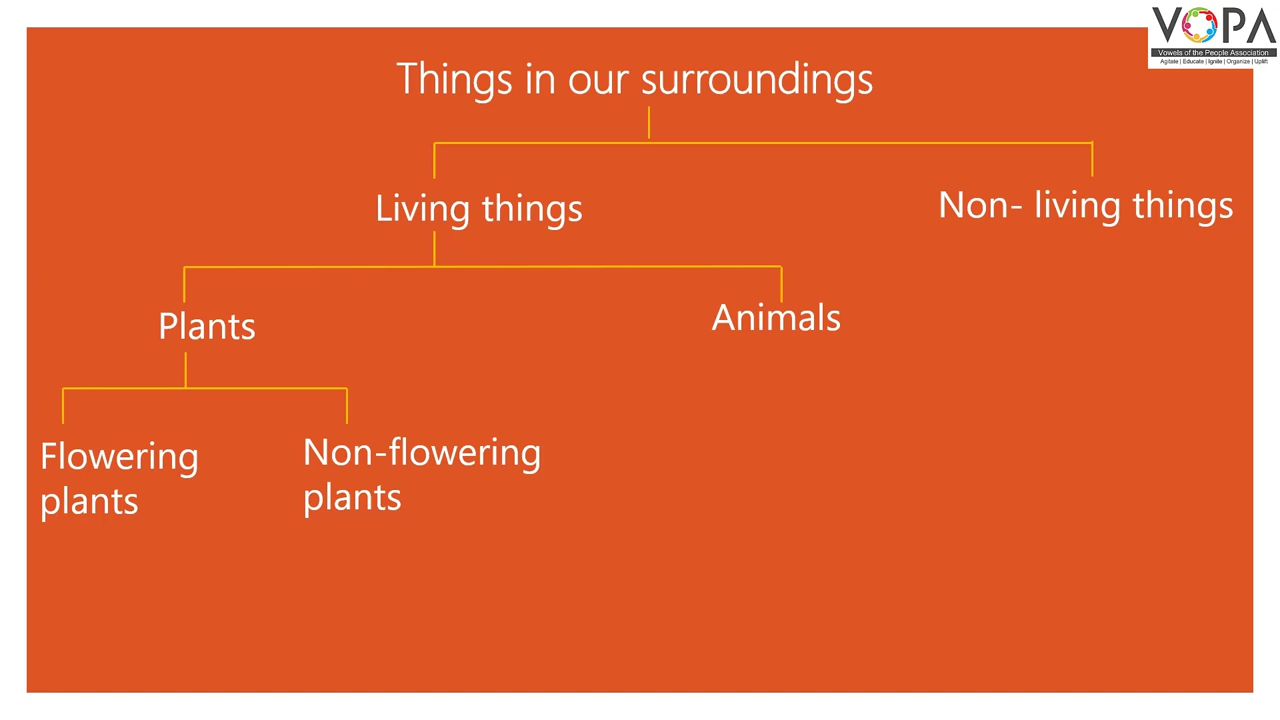 VOPA
Vowels of the People Association
Agitate | Educate | Ignite | Organize | Uplift
Things in our surroundings
Living things
Non- living things
Plants
Animals
Flowering
plants
Non-flowering
plants